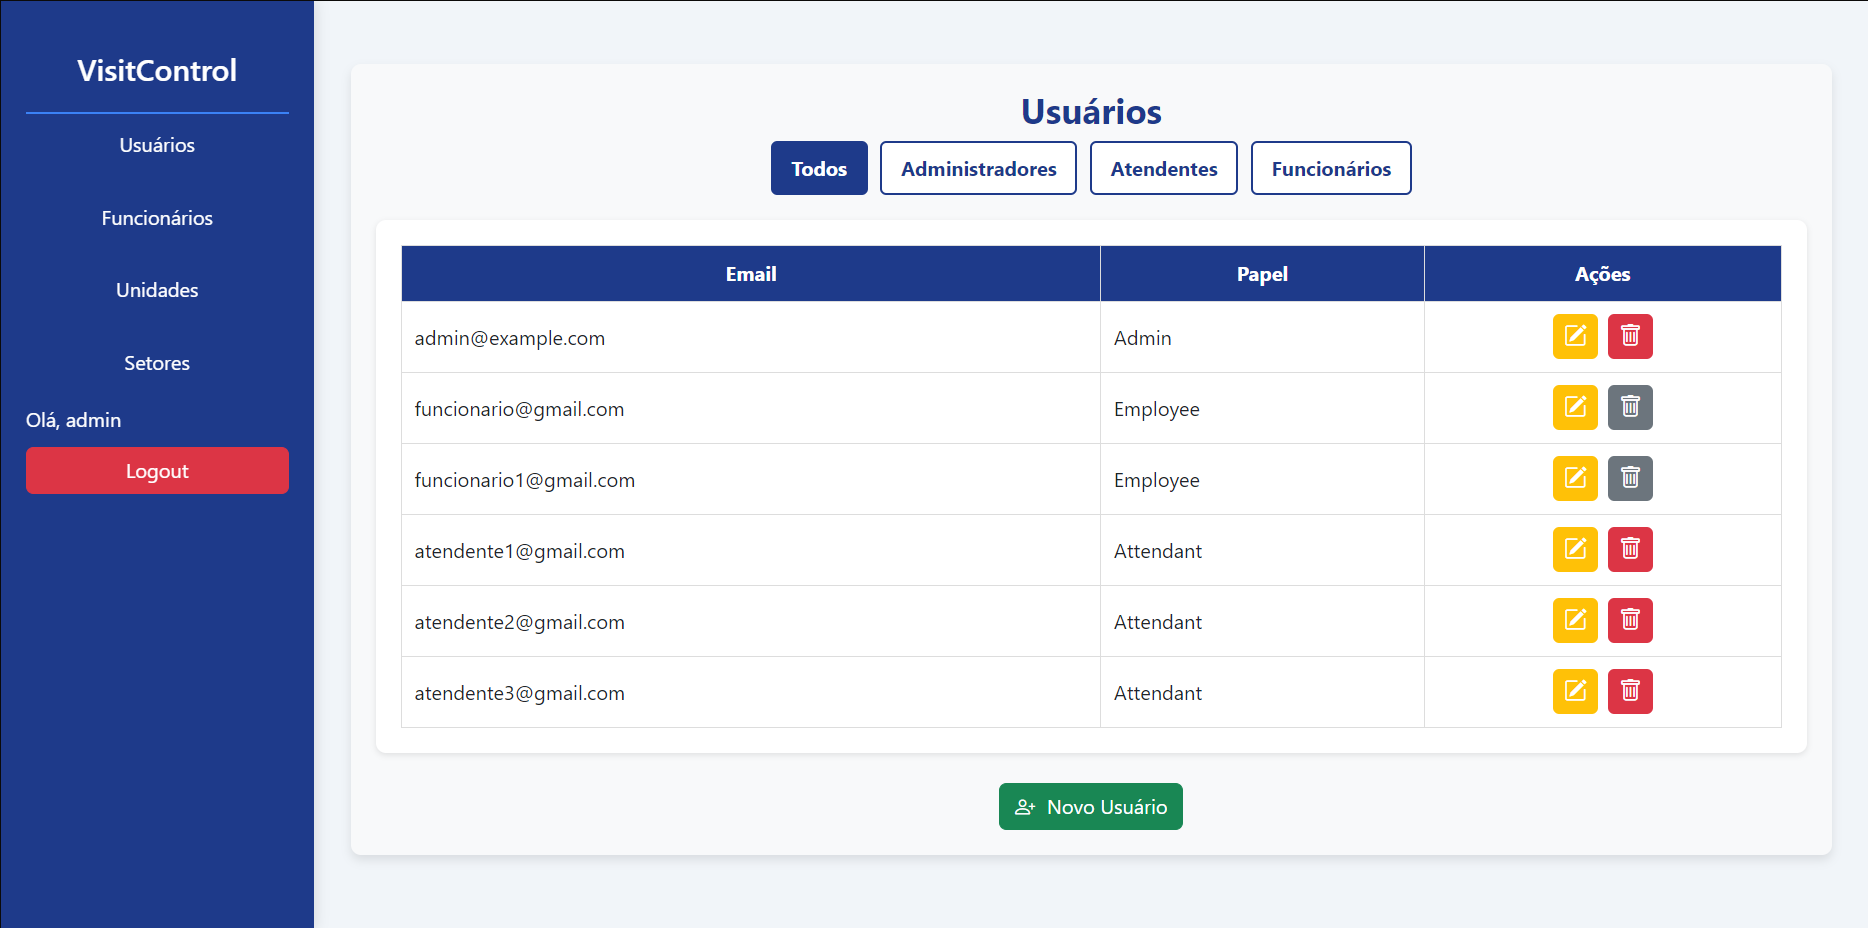 VisitControl
Usuários
Funcionários
Unidades
Setores
Olá, admin
Logout
Usuários
Todos Administradores Atendentes Funcionários
Email Papel Ações
admin@example.com Admin
funcionario@gmail.com Employee
funcionario1@gmail.com Employee
atendente1@gmail.com Attendant
atendente2@gmail.com Attendant
atendente3@gmail.com Attendant
Novo Usuário